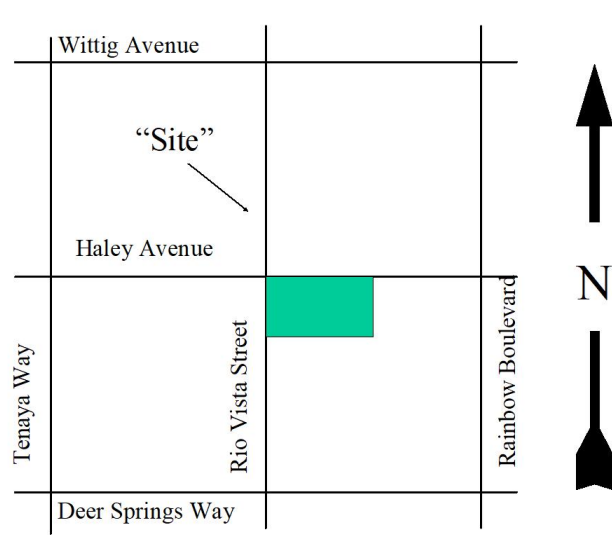 Wittig Avenue
“Site”
Haley Avenue
N
Tenaya Way
Rio Vista Street
Rainbow Boulevard
Deer Springs Way